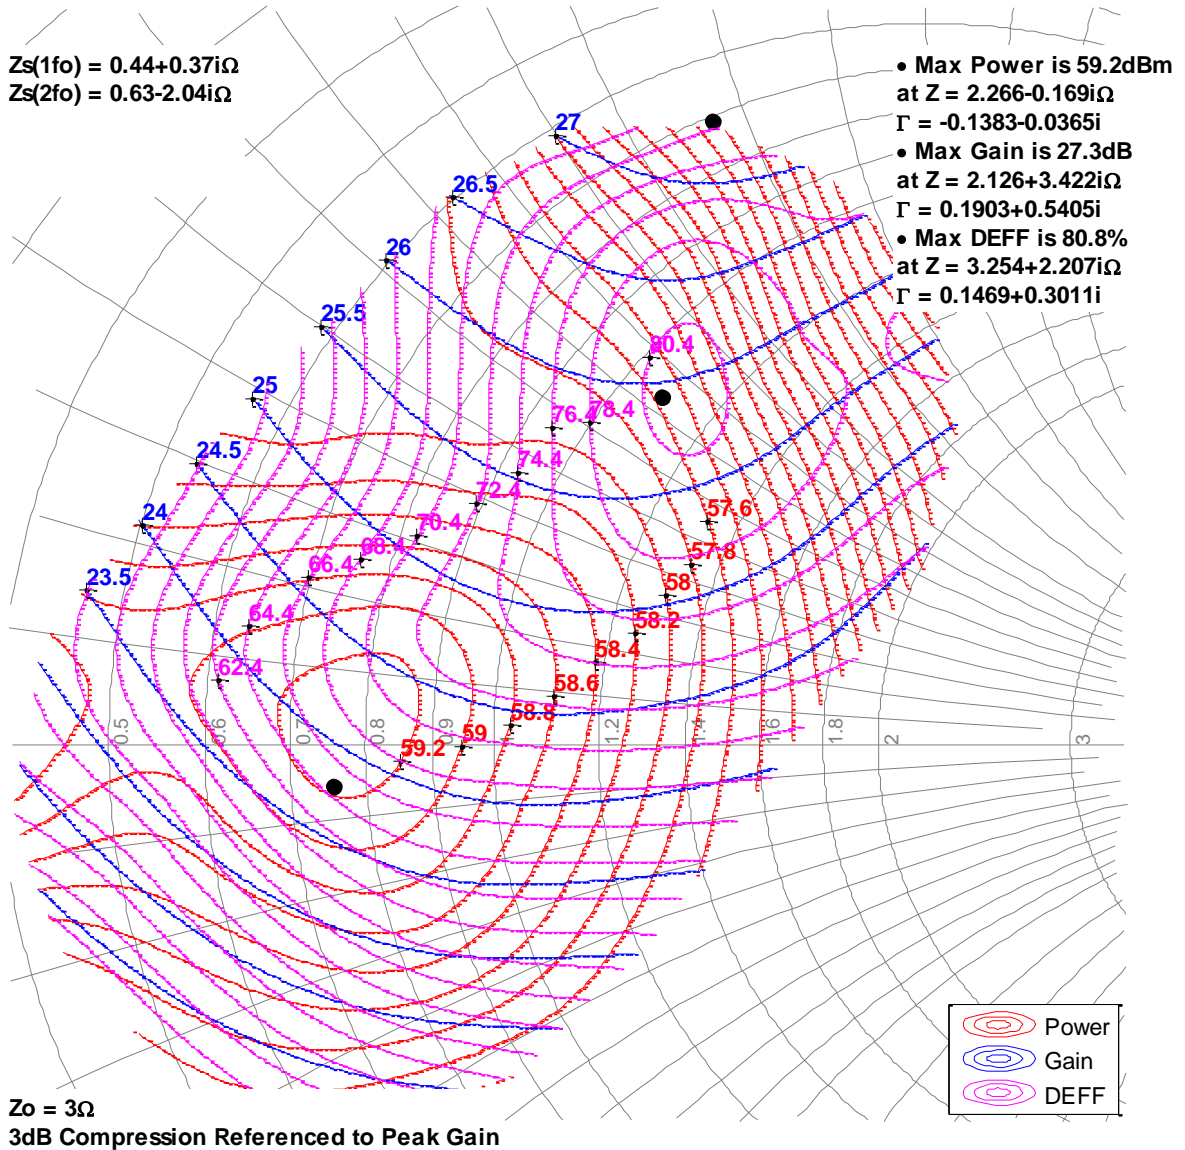 Zs(1fo) = 0.44+0.37iΩ
Zs(2fo) = 0.63-2.04iΩ
• Max Power is 59.2dBm
at Z = 2.266-0.169iΩ
Γ = -0.1383-0.0365i
• Max Gain is 27.3dB
at Z = 2.126+3.422iΩ
Γ = 0.1903+0.5405i
• Max DEFF is 80.8%
at Z = 3.254+2.207iΩ
Γ = 0.1469+0.3011i
27
26.5
26
25.5
25
24.5
24
23.5
80.4
78.4
76.4
74.4
72.4
70.4
68.4
66.4
64.4
62.4
57.6
57.8
58
58.2
58.4
58.6
58.8
59
59.2
0.5
0.6
0.7
0.8
0.9
1.2
1.4
1.6
1.8
2
3
Power
Gain
DEFF
Zo = 3Ω
3dB Compression Referenced to Peak Gain